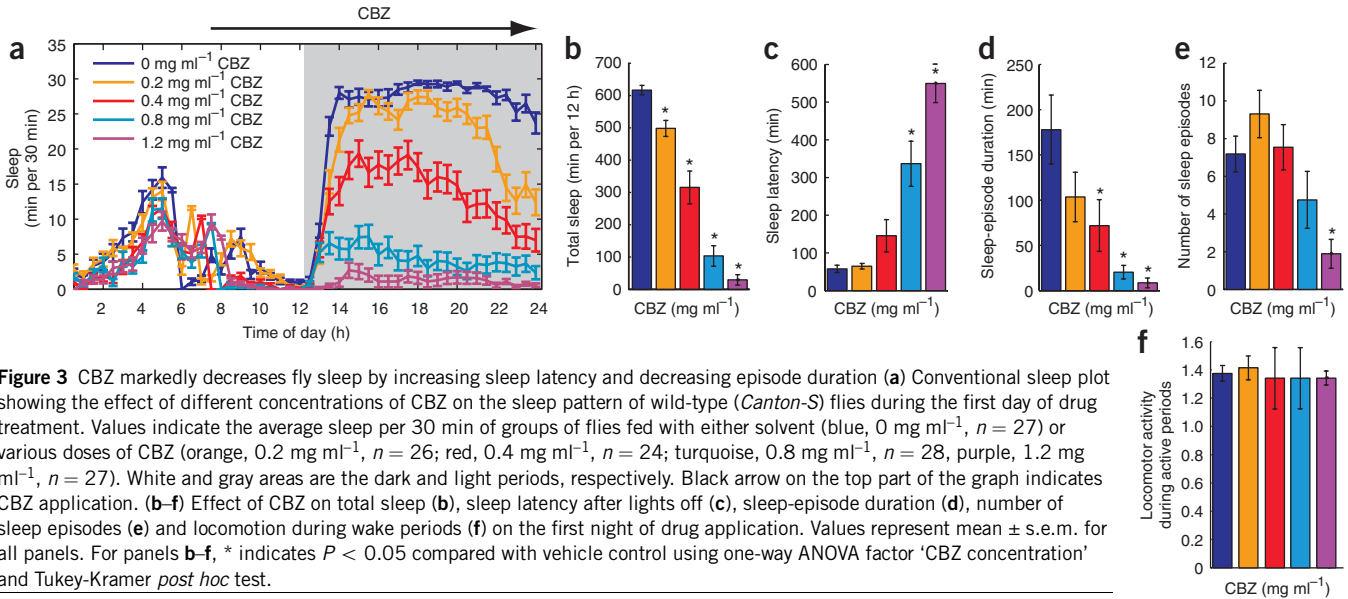 CBZ
a
35
30
25
20
15
10
5
0
Sleep
(min per 30 min)
0 mg ml⁻¹ CBZ
0.2 mg ml⁻¹ CBZ
0.4 mg ml⁻¹ CBZ
0.8 mg ml⁻¹ CBZ
1.2 mg ml⁻¹ CBZ
2 4 6 8 10 12 14 16 18 20 22 24
Time of day (h)
b
700
600
500
400
300
200
100
0
Total sleep (min per 12 h)
* * * *
CBZ (mg ml⁻¹)
c
600
500
400
300
200
100
0
Sleep latency (min)
* *
CBZ (mg ml⁻¹)
d
250
200
150
100
50
0
Sleep-episode duration (min)
* * *
CBZ (mg ml⁻¹)
e
12
10
8
6
4
2
0
Number of sleep episodes
*
CBZ (mg ml⁻¹)
f
1.6
1.4
1.2
1.0
0.8
0.6
0.4
0.2
0
Locomotor activity
during active periods
CBZ (mg ml⁻¹)
Figure 3 CBZ markedly decreases fly sleep by increasing sleep latency and decreasing episode duration (a) Conventional sleep plot
showing the effect of different concentrations of CBZ on the sleep pattern of wild-type (Canton-S) flies during the first day of drug
treatment. Values indicate the average sleep per 30 min of groups of flies fed with either solvent (blue, 0 mg ml⁻¹, n = 27) or
various doses of CBZ (orange, 0.2 mg ml⁻¹, n = 26; red, 0.4 mg ml⁻¹, n = 24; turquoise, 0.8 mg ml⁻¹, n = 28, purple, 1.2 mg
ml⁻¹, n = 27). White and gray areas are the dark and light periods, respectively. Black arrow on the top part of the graph indicates
CBZ application. (b–f) Effect of CBZ on total sleep (b), sleep latency after lights off (c), sleep-episode duration (d), number of
sleep episodes (e) and locomotion during wake periods (f) on the first night of drug application. Values represent mean ± s.e.m. for
all panels. For panels b–f, * indicates P < 0.05 compared with vehicle control using one-way ANOVA factor ‘CBZ concentration’
and Tukey-Kramer post hoc test.